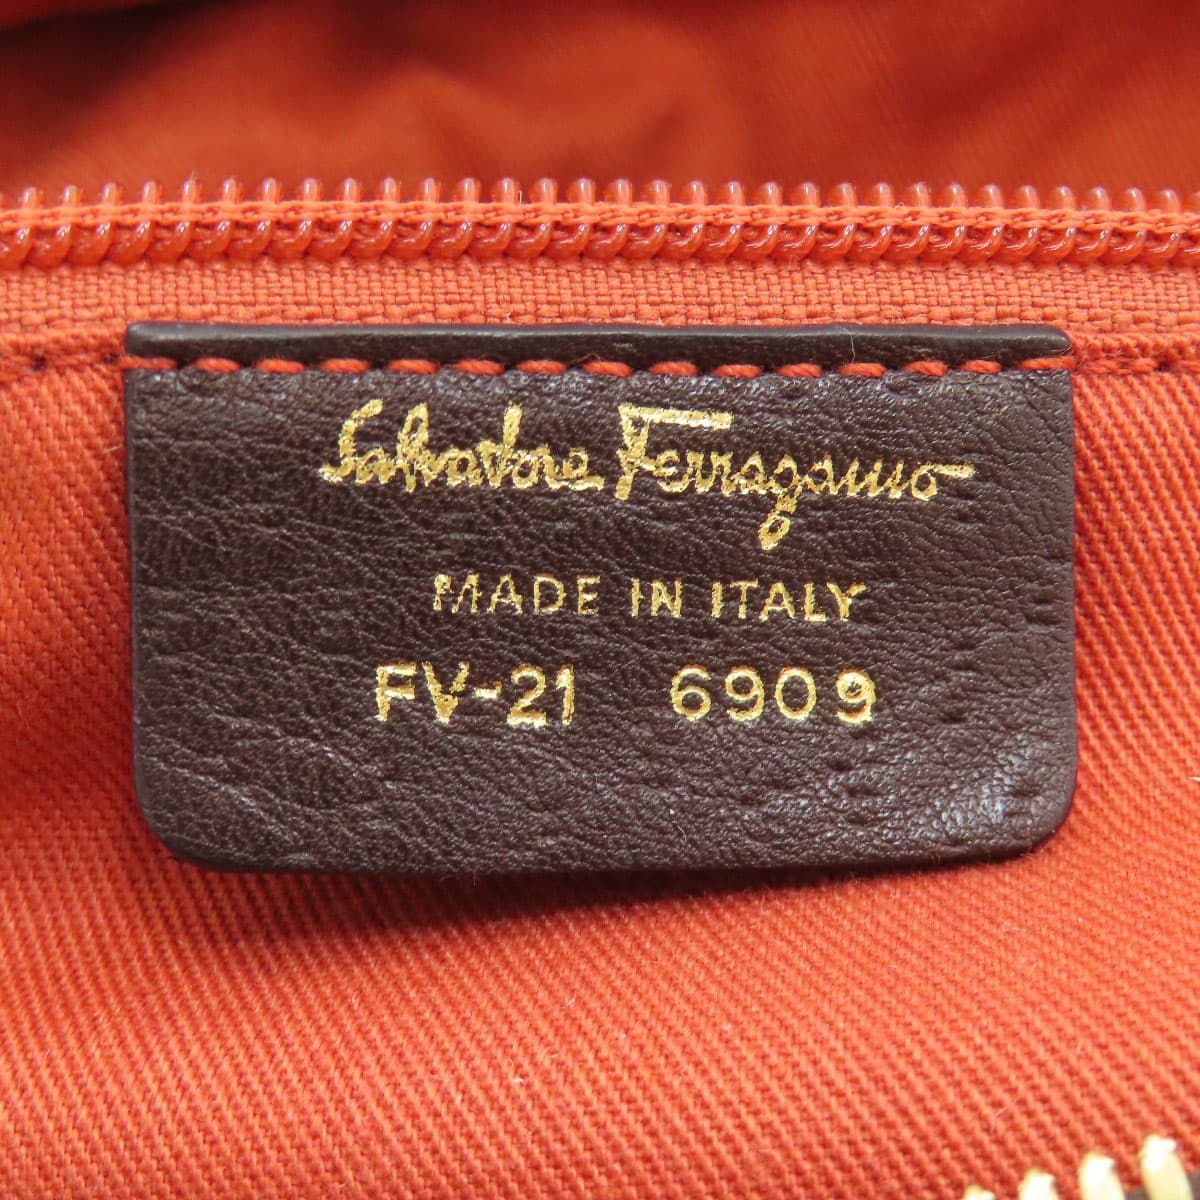 Salvatore Ferragamo
MADE IN ITALY
FV-21 6909